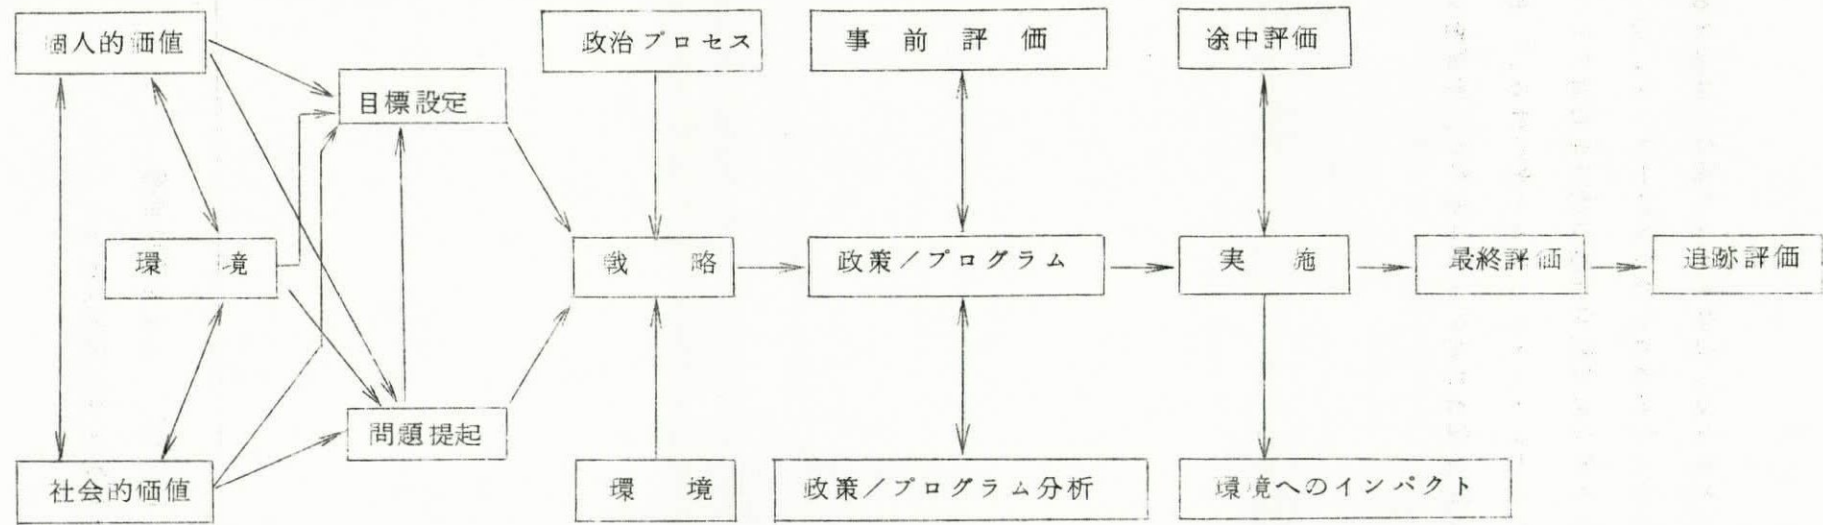 個人的価値
政治プロセス
事前評価
途中評価
目標設定
環境
戦略
政策/プログラム
実施
最終評価
追跡評価
問題提起
社会的価値
環境
政策/プログラム分析
環境へのインパクト